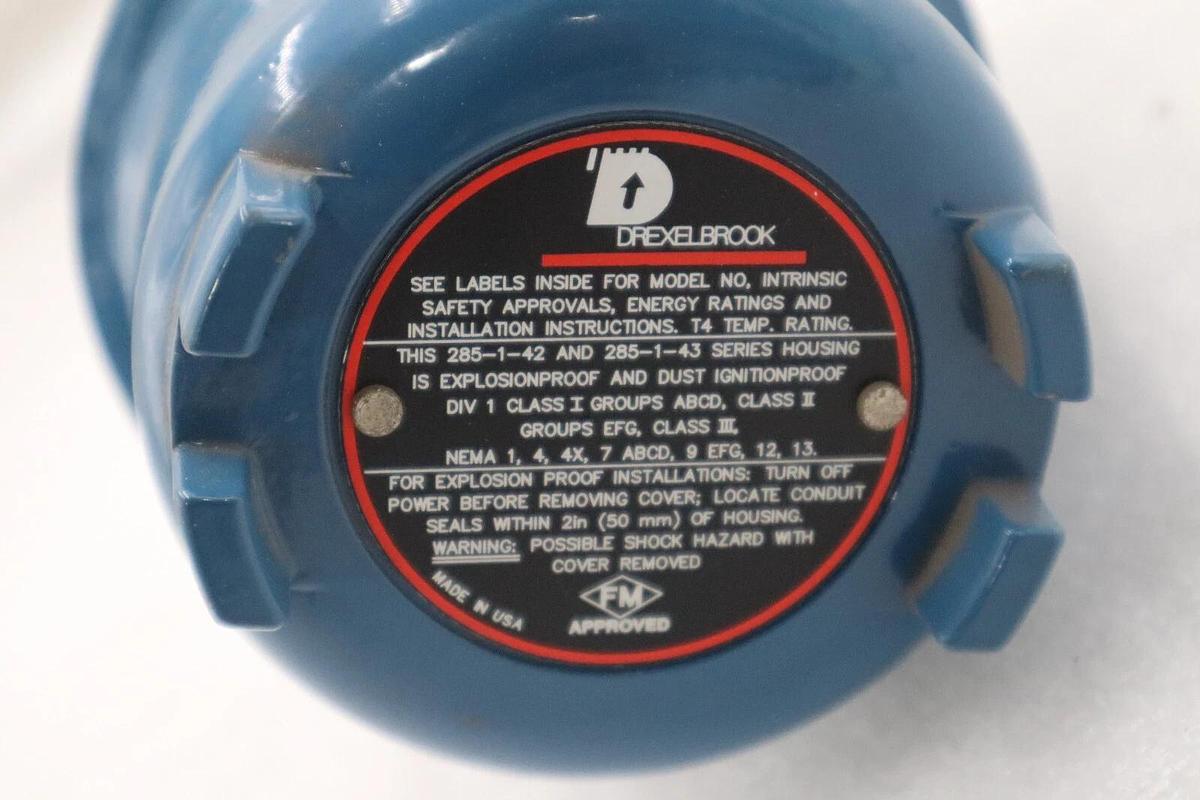 DREXELBROOK
SEE LABELS INSIDE FOR MODEL NO, INTRINSIC
SAFETY APPROVALS, ENERGY RATINGS AND
INSTALLATION INSTRUCTIONS. T4 TEMP. RATING.
THIS 285-1-42 AND 285-1-43 SERIES HOUSING
IS EXPLOSIONPROOF AND DUST IGNITIONPROOF
DIV 1 CLASS I GROUPS ABCD, CLASS II
GROUPS EFG, CLASS III,
NEMA 1, 4, 4X, 7 ABCD, 9 EFG, 12, 13.
FOR EXPLOSION PROOF INSTALLATIONS: TURN OFF
POWER BEFORE REMOVING COVER; LOCATE CONDUIT
SEALS WITHIN 2in (50 mm) OF HOUSING.
WARNING: POSSIBLE SHOCK HAZARD WITH
COVER REMOVED
MADE IN USA
FM
APPROVED